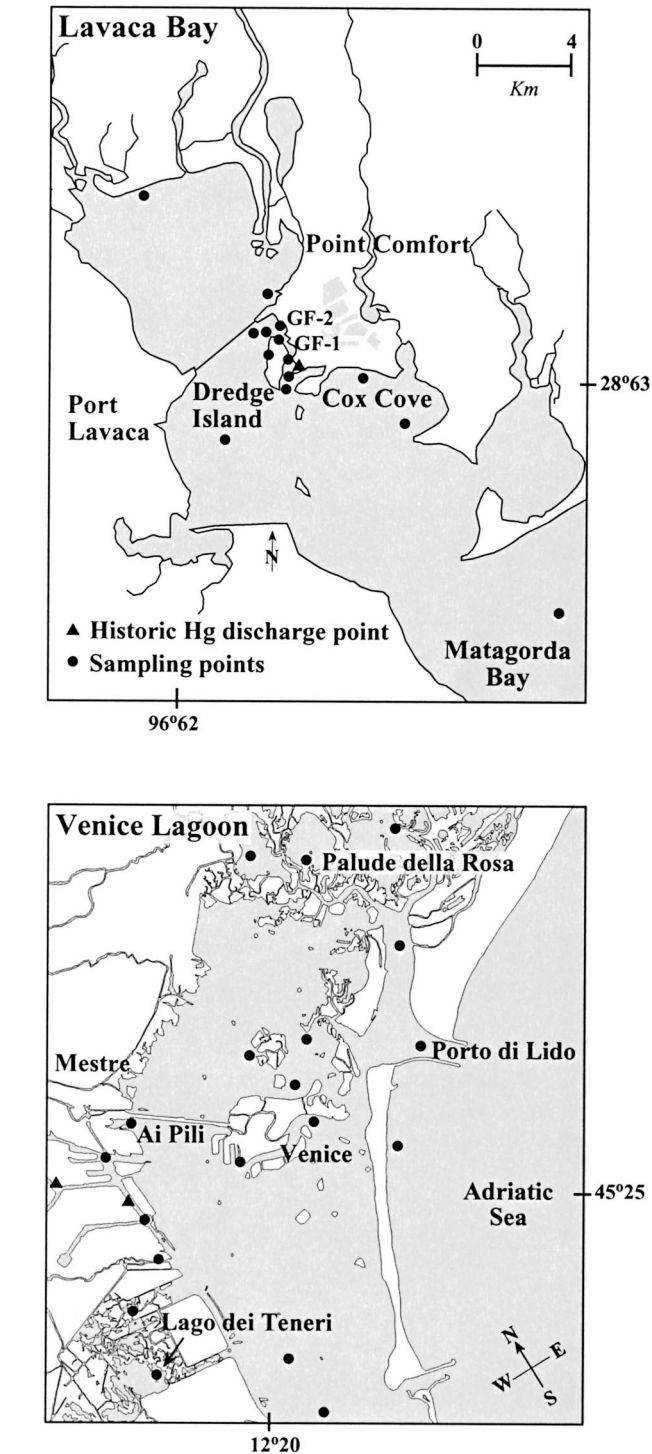 Lavaca Bay
0 4
Km
Point Comfort
GF-2
GF-1
28º63
Dredge
Island
Cox Cove
Port
Lavaca
N
Historic Hg discharge point
Sampling points
Matagorda
Bay
96º62
Venice Lagoon
Palude della Rosa
Mestre
Porto di Lido
Ai Pili
Venice
Adriatic
Sea
45º25
Lago dei Teneri
N
E
W
S
12º20